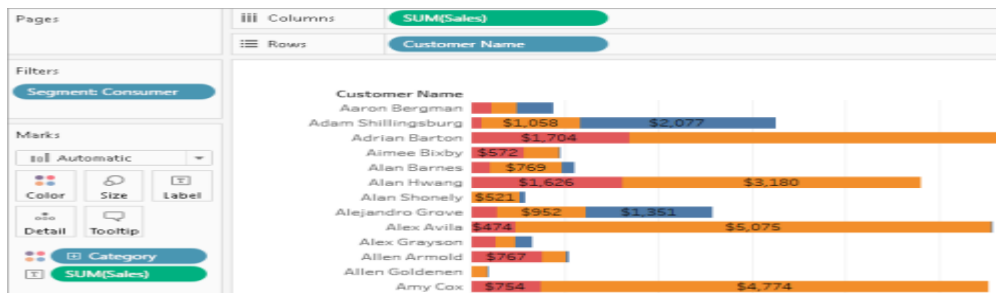 Pages
Columns SUM(Sales)
Rows Customer Name
Filters
Segment: Consumer
Marks
Automatic
Color Size Label
Detail Tooltip
Category
SUM(Sales)
Customer Name
Aaron Bergman
Adam Shillingsburg $1,058 $2,077
Adrian Barton $1,704
Aimee Bixby $572
Alan Barnes $769
Alan Hwang $1,626 $3,180
Alan Shonely $521
Alejandro Grove $952 $1,351
Alex Avila $474 $5,075
Alex Grayson
Allen Armold $767
Allen Goldenen
Amy Cox $754 $4,774